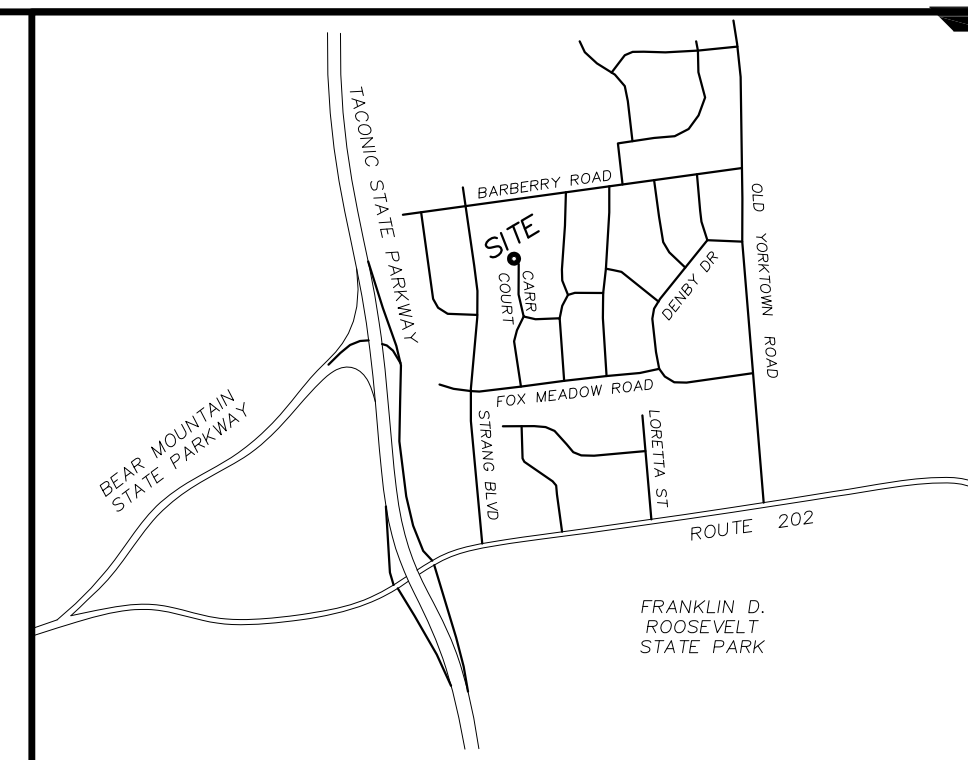 TACONIC STATE PARKWAY
BARBERRY ROAD
SITE
CARR
COURT
OLD YORKTOWN ROAD
DENBY DR
FOX MEADOW ROAD
BEAR MOUNTAIN
STATE PARKWAY
STRANG BLVD
LORETTA ST
ROUTE 202
FRANKLIN D.
ROOSEVELT
STATE PARK